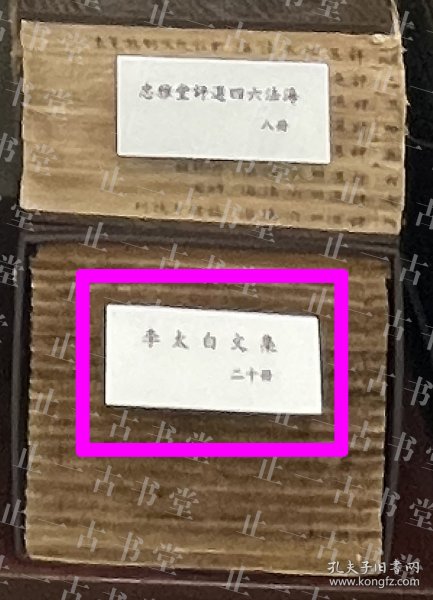 忠雅堂評選四六法海
八冊
李太白文集
二十冊
止一古书堂
孔夫子旧书网
www.kongfz.com